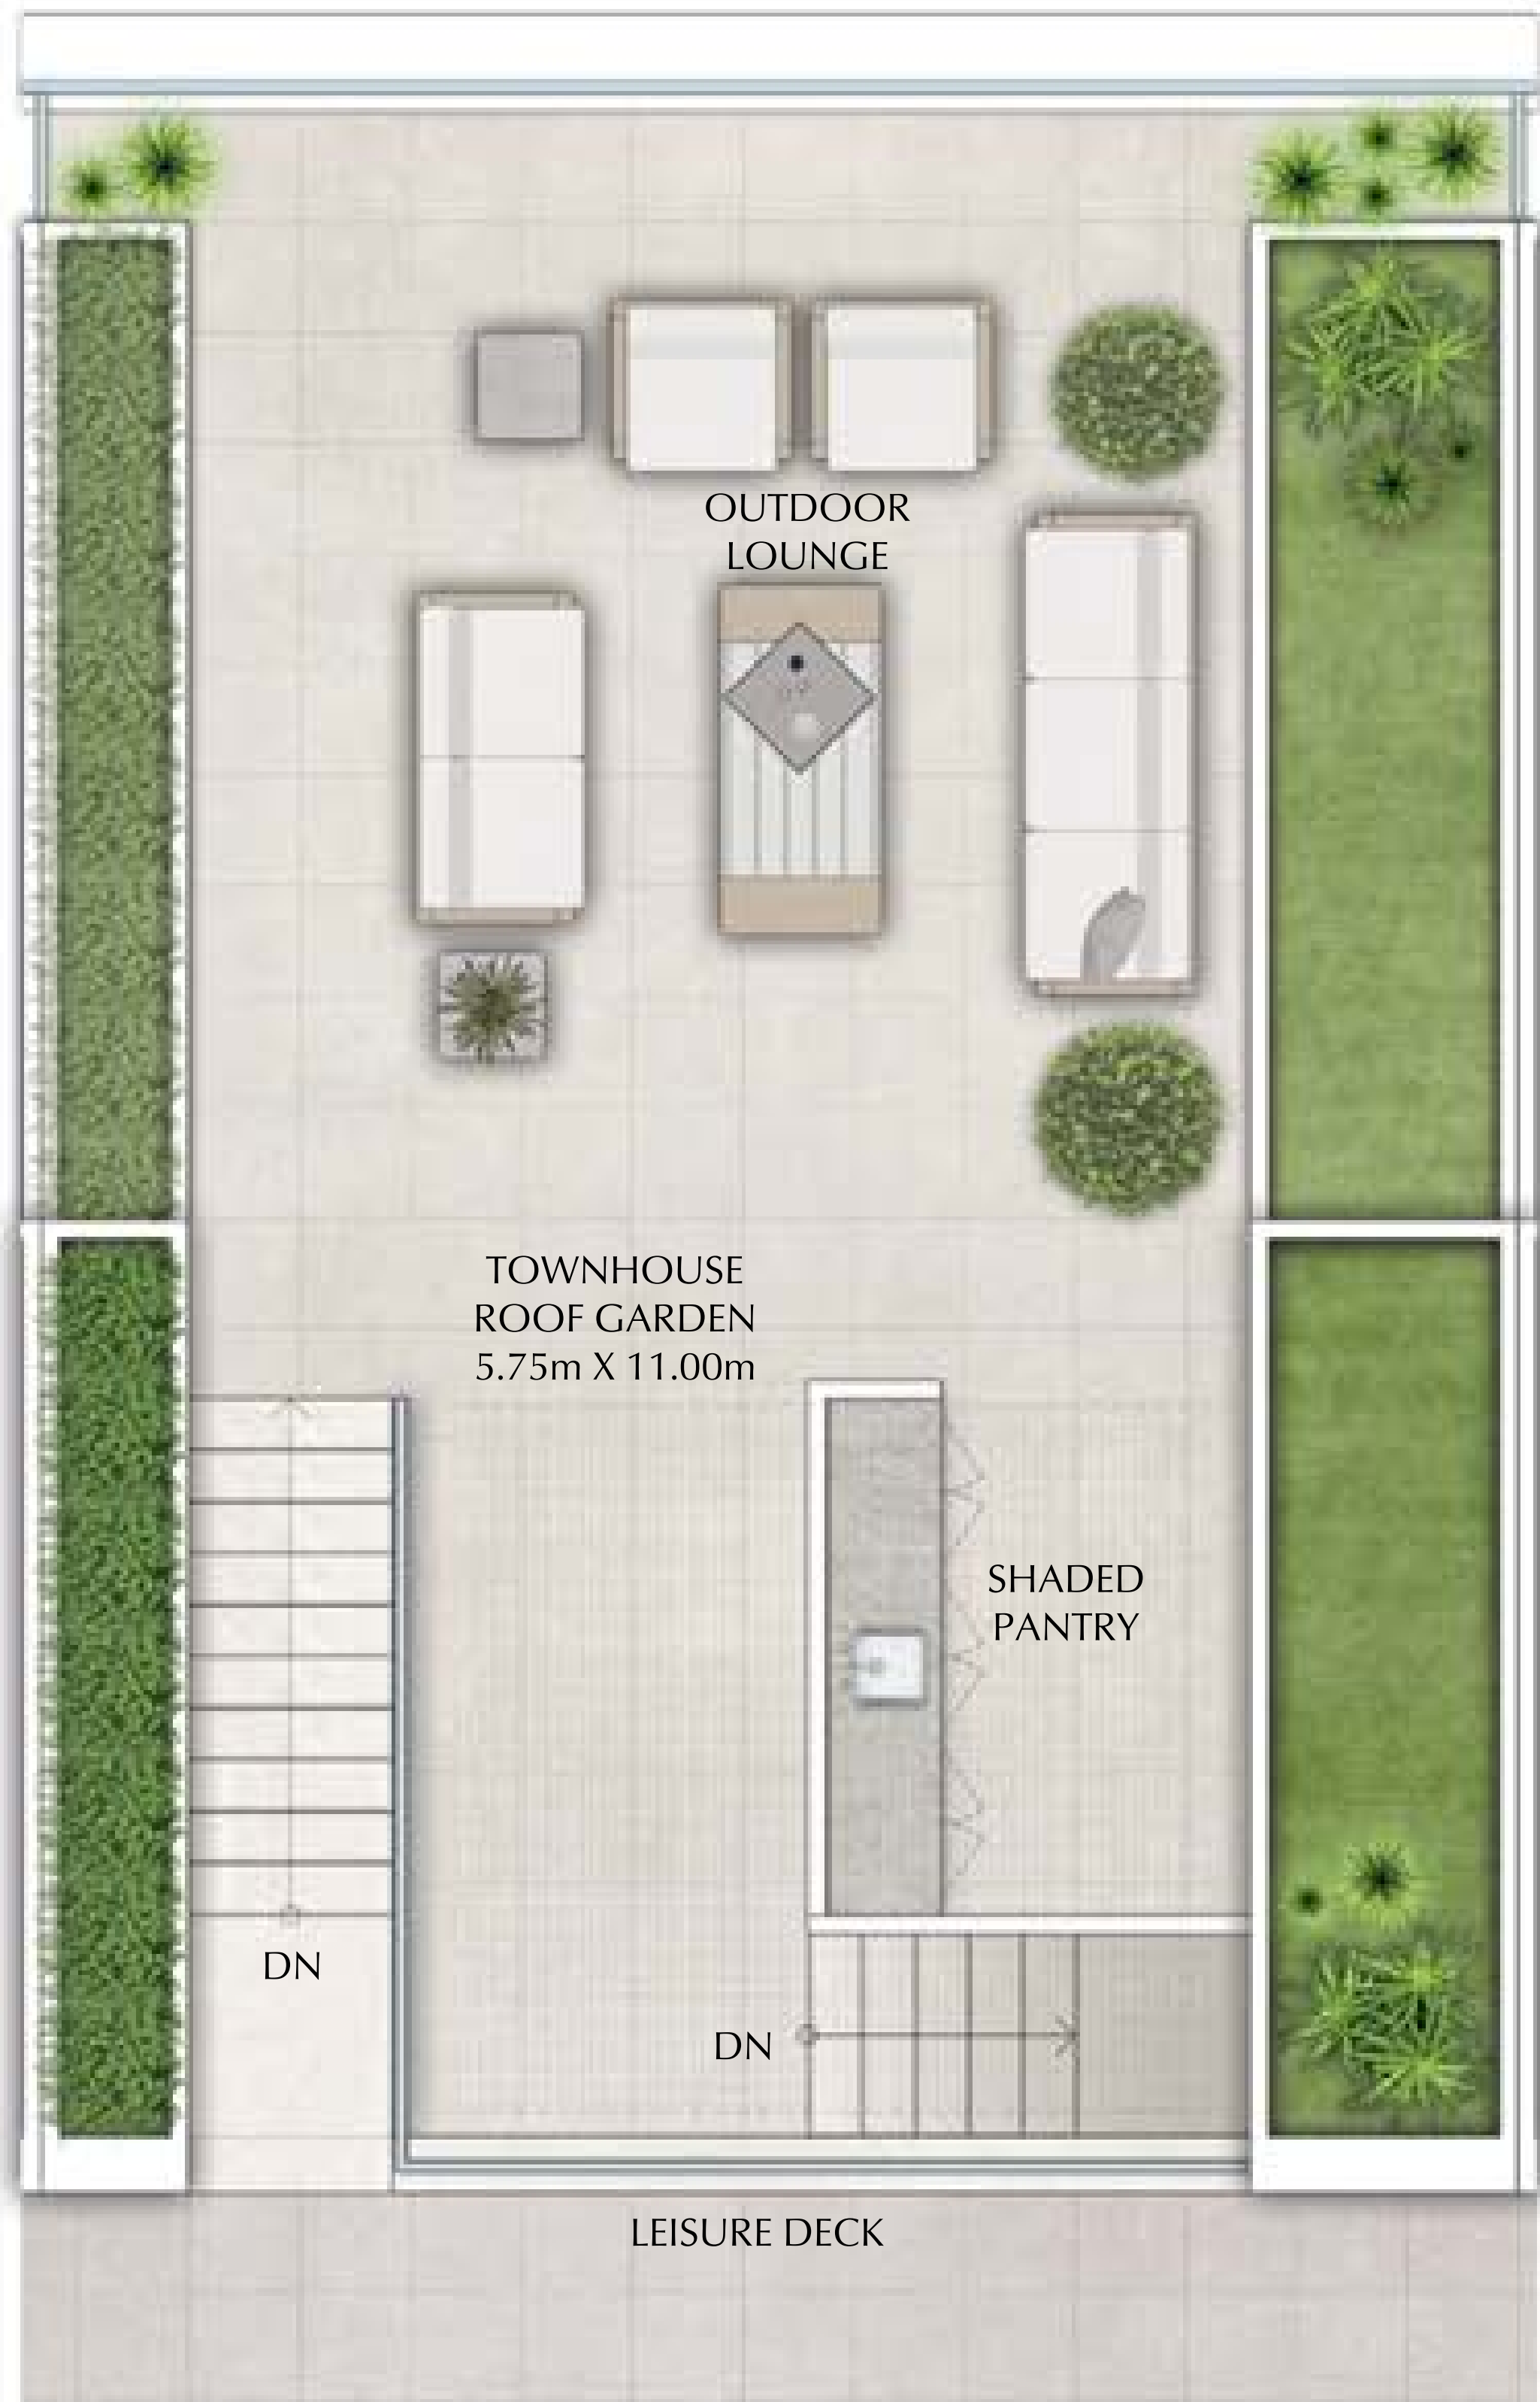 OUTDOOR
LOUNGE
TOWNHOUSE
ROOF GARDEN
5.75m X 11.00m
SHADED
PANTRY
DN
DN
LEISURE DECK